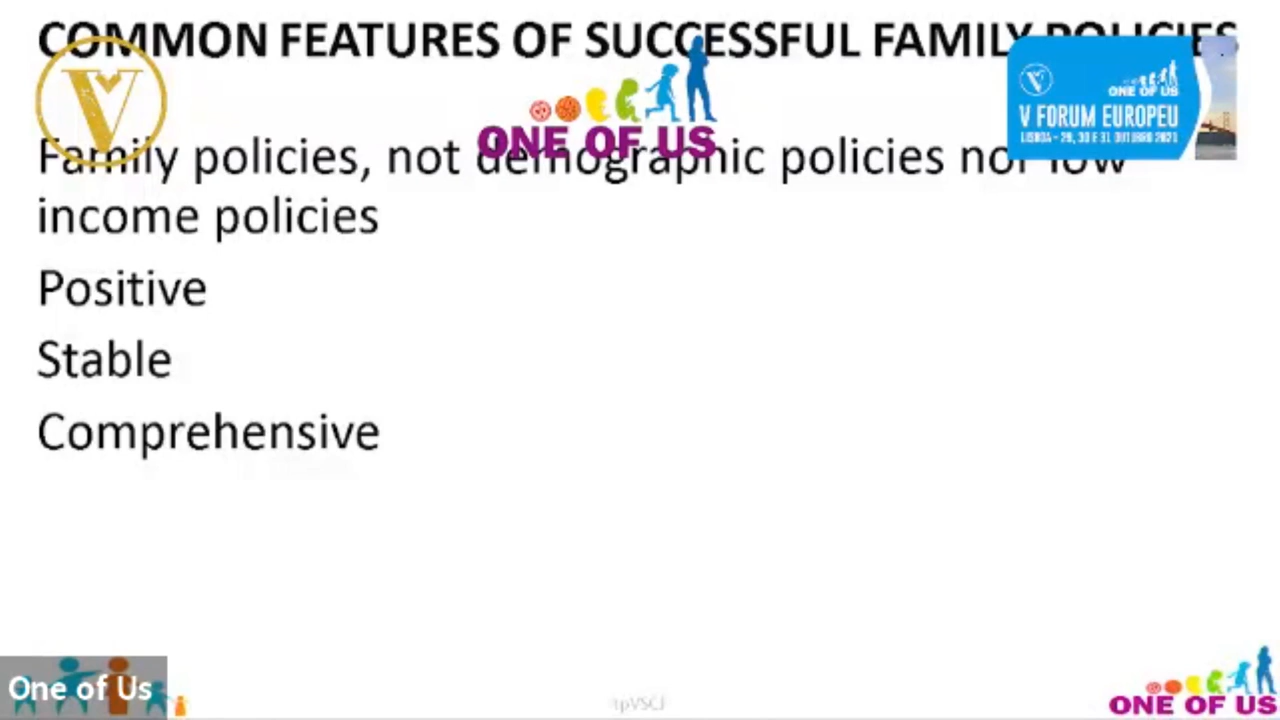 COMMON FEATURES OF SUCCESSFUL FAMILY POLICIES
V
ONE OF US
ONE OF US
V FORUM EUROPEU
LISBOA - 29, 30 E 31 OUTUBRO 2021
Family policies, not demographic policies nor low
income policies
Positive
Stable
Comprehensive
One of Us
ONE OF US